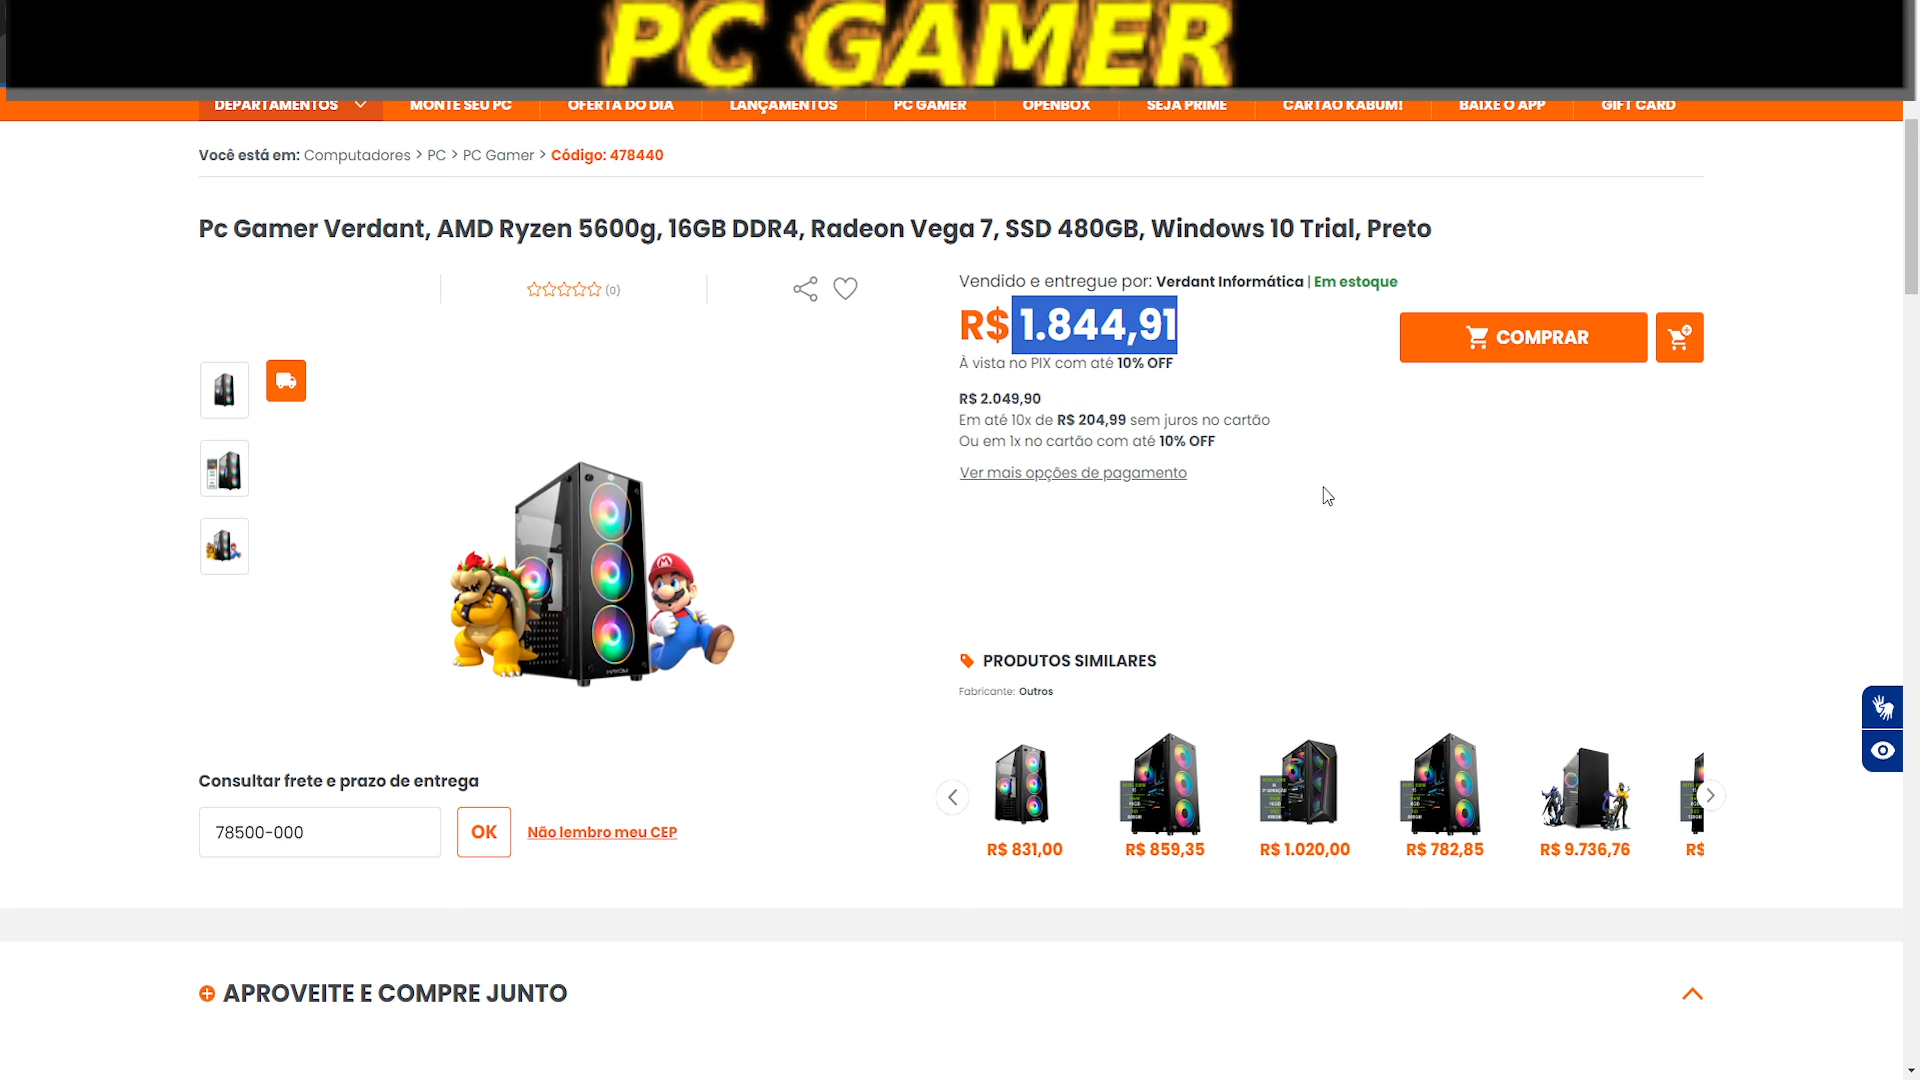 PC GAMER
DEPARTAMENTOS MONTE SEU PC OFERTA DO DIA LANÇAMENTOS PC GAMER OPENBOX SEJA PRIME CARTÃO KABUM! BAIXE O APP GIFT CARD
Você está em: Computadores > PC > PC Gamer > Código: 478440
Pc Gamer Verdant, AMD Ryzen 5600g, 16GB DDR4, Radeon Vega 7, SSD 480GB, Windows 10 Trial, Preto
(0)
Vendido e entregue por: Verdant Informática | Em estoque
R$ 1.844,91
À vista no PIX com até 10% OFF
COMPRAR
R$ 2.049,90
Em até 10x de R$ 204,99 sem juros no cartão
Ou em 1x no cartão com até 10% OFF
Ver mais opções de pagamento
PRODUTOS SIMILARES
Fabricante: Outros
R$ 831,00 R$ 859,35 R$ 1.020,00 R$ 782,85 R$ 9.736,76 R$
Consultar frete e prazo de entrega
78500-000 OK Não lembro meu CEP
APROVEITE E COMPRE JUNTO